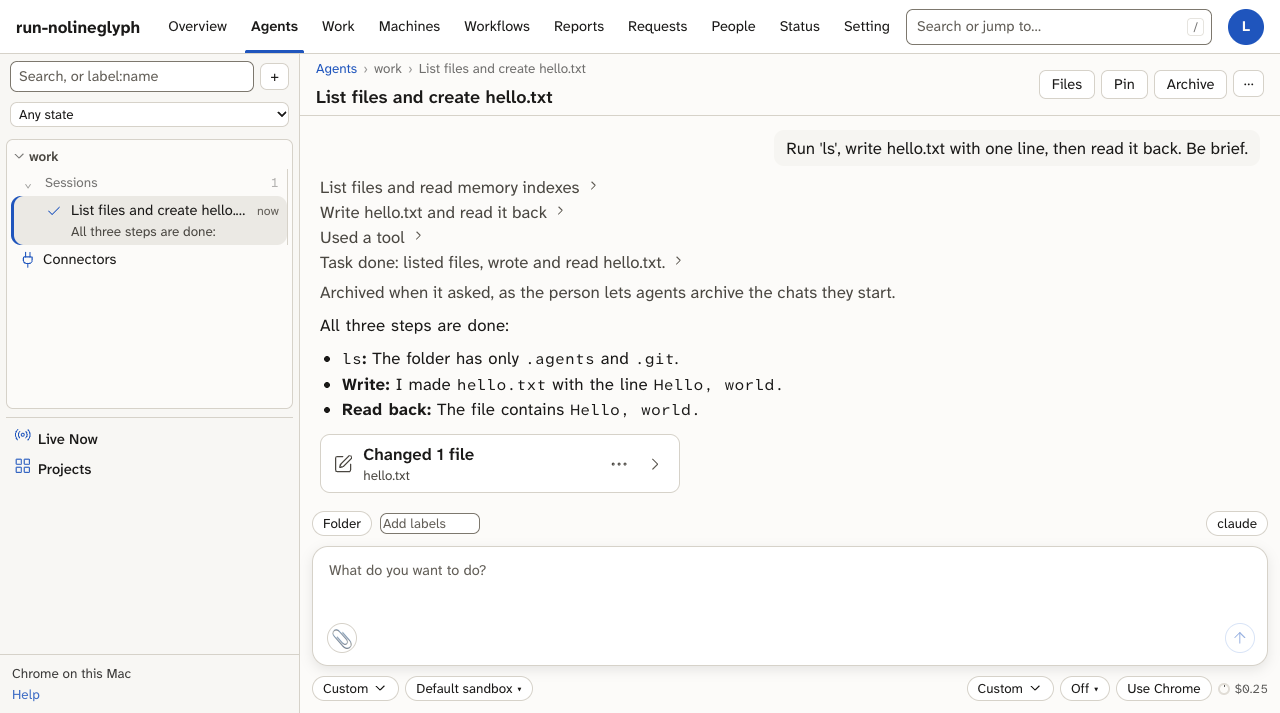 run-nolineglyph
Overview
Agents
Work
Machines
Workflows
Reports
Requests
People
Status
Setting
Search or jump to...
/
L
Search, or label:name
+
Any state
work
Sessions 1
List files and create hello.... now
All three steps are done:
Connectors
Live Now
Projects
Chrome on this Mac
Help
Agents › work › List files and create hello.txt
List files and create hello.txt
Files
Pin
Archive
...
Run 'ls', write hello.txt with one line, then read it back. Be brief.
List files and read memory indexes
Write hello.txt and read it back
Used a tool
Task done: listed files, wrote and read hello.txt.
Archived when it asked, as the person lets agents archive the chats they start.
All three steps are done:
• ls: The folder has only .agents and .git.
• Write: I made hello.txt with the line Hello, world.
• Read back: The file contains Hello, world.
Changed 1 file
hello.txt
Folder
Add labels
claude
What do you want to do?
Custom
Default sandbox
Custom
Off
Use Chrome
$0.25